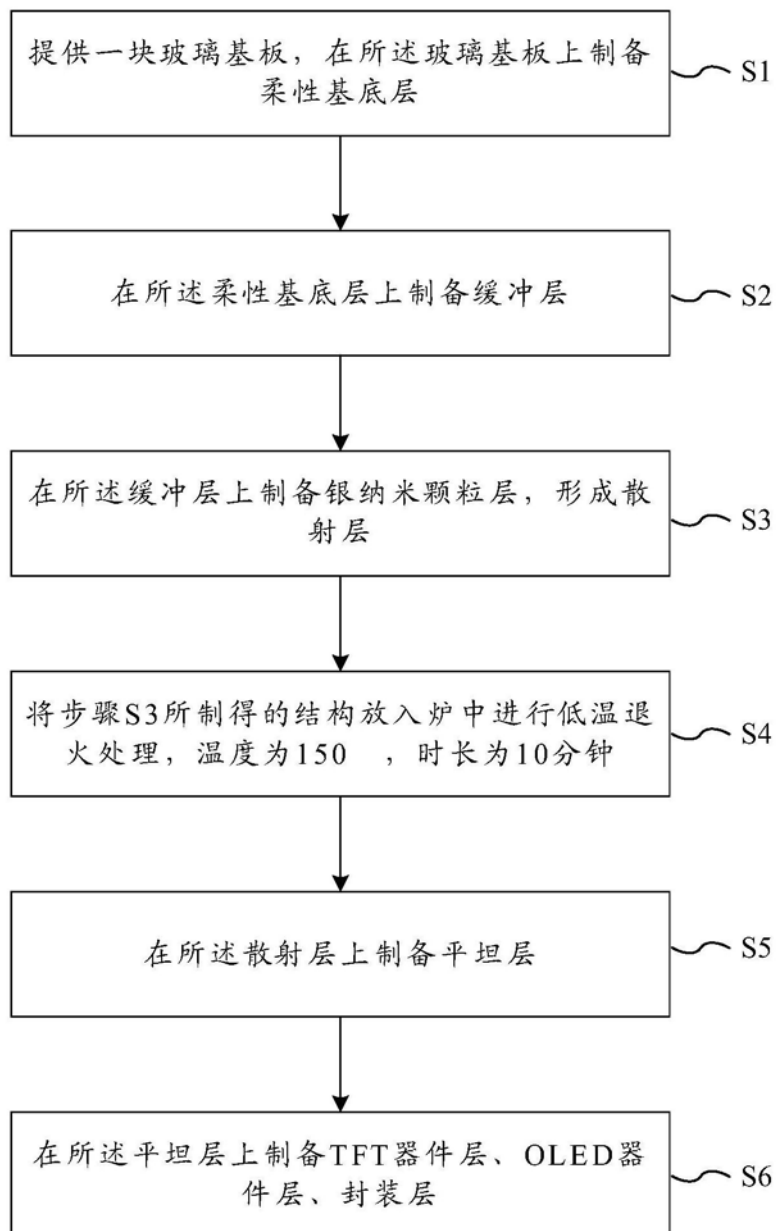 提供一块玻璃基板，在所述玻璃基板上制备
柔性基底层
S1
在所述柔性基底层上制备缓冲层
S2
在所述缓冲层上制备银纳米颗粒层，形成散
射层
S3
将步骤S3所制得的结构放入炉中进行低温退
火处理，温度为150 ，时长为10分钟
S4
在所述散射层上制备平坦层
S5
在所述平坦层上制备TFT器件层、OLED器
件层、封装层
S6